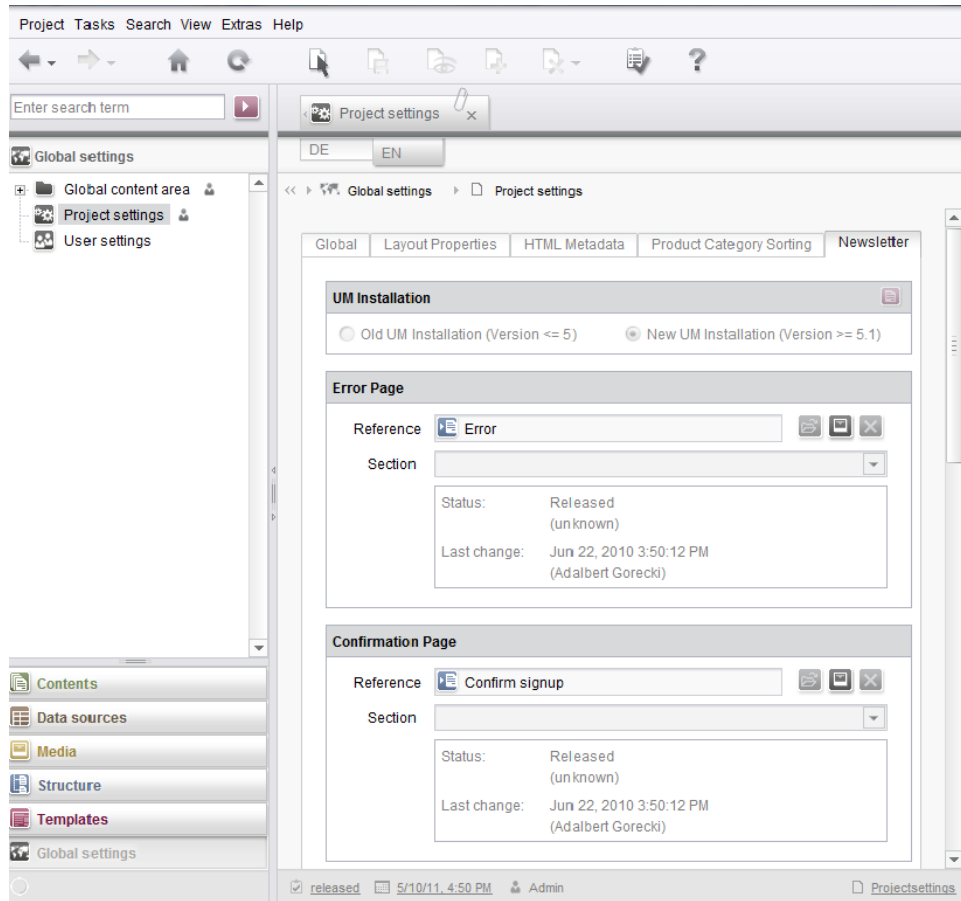 Project Tasks Search View Extras Help
Enter search term
Global settings
Global content area
Project settings
User settings
Contents
Data sources
Media
Structure
Templates
Global settings
Project settings x
DE EN
<< Global settings Project settings
Global Layout Properties HTML Metadata Product Category Sorting Newsletter
UM Installation
Old UM Installation (Version <= 5) New UM Installation (Version >= 5.1)
Error Page
Reference Error
Section
Status: Released
(unknown)
Last change: Jun 22, 2010 3:50:12 PM
(Adalbert Gorecki)
Confirmation Page
Reference Confirm signup
Section
Status: Released
(unknown)
Last change: Jun 22, 2010 3:50:12 PM
(Adalbert Gorecki)
released 5/10/11, 4:50 PM Admin Projectsettings